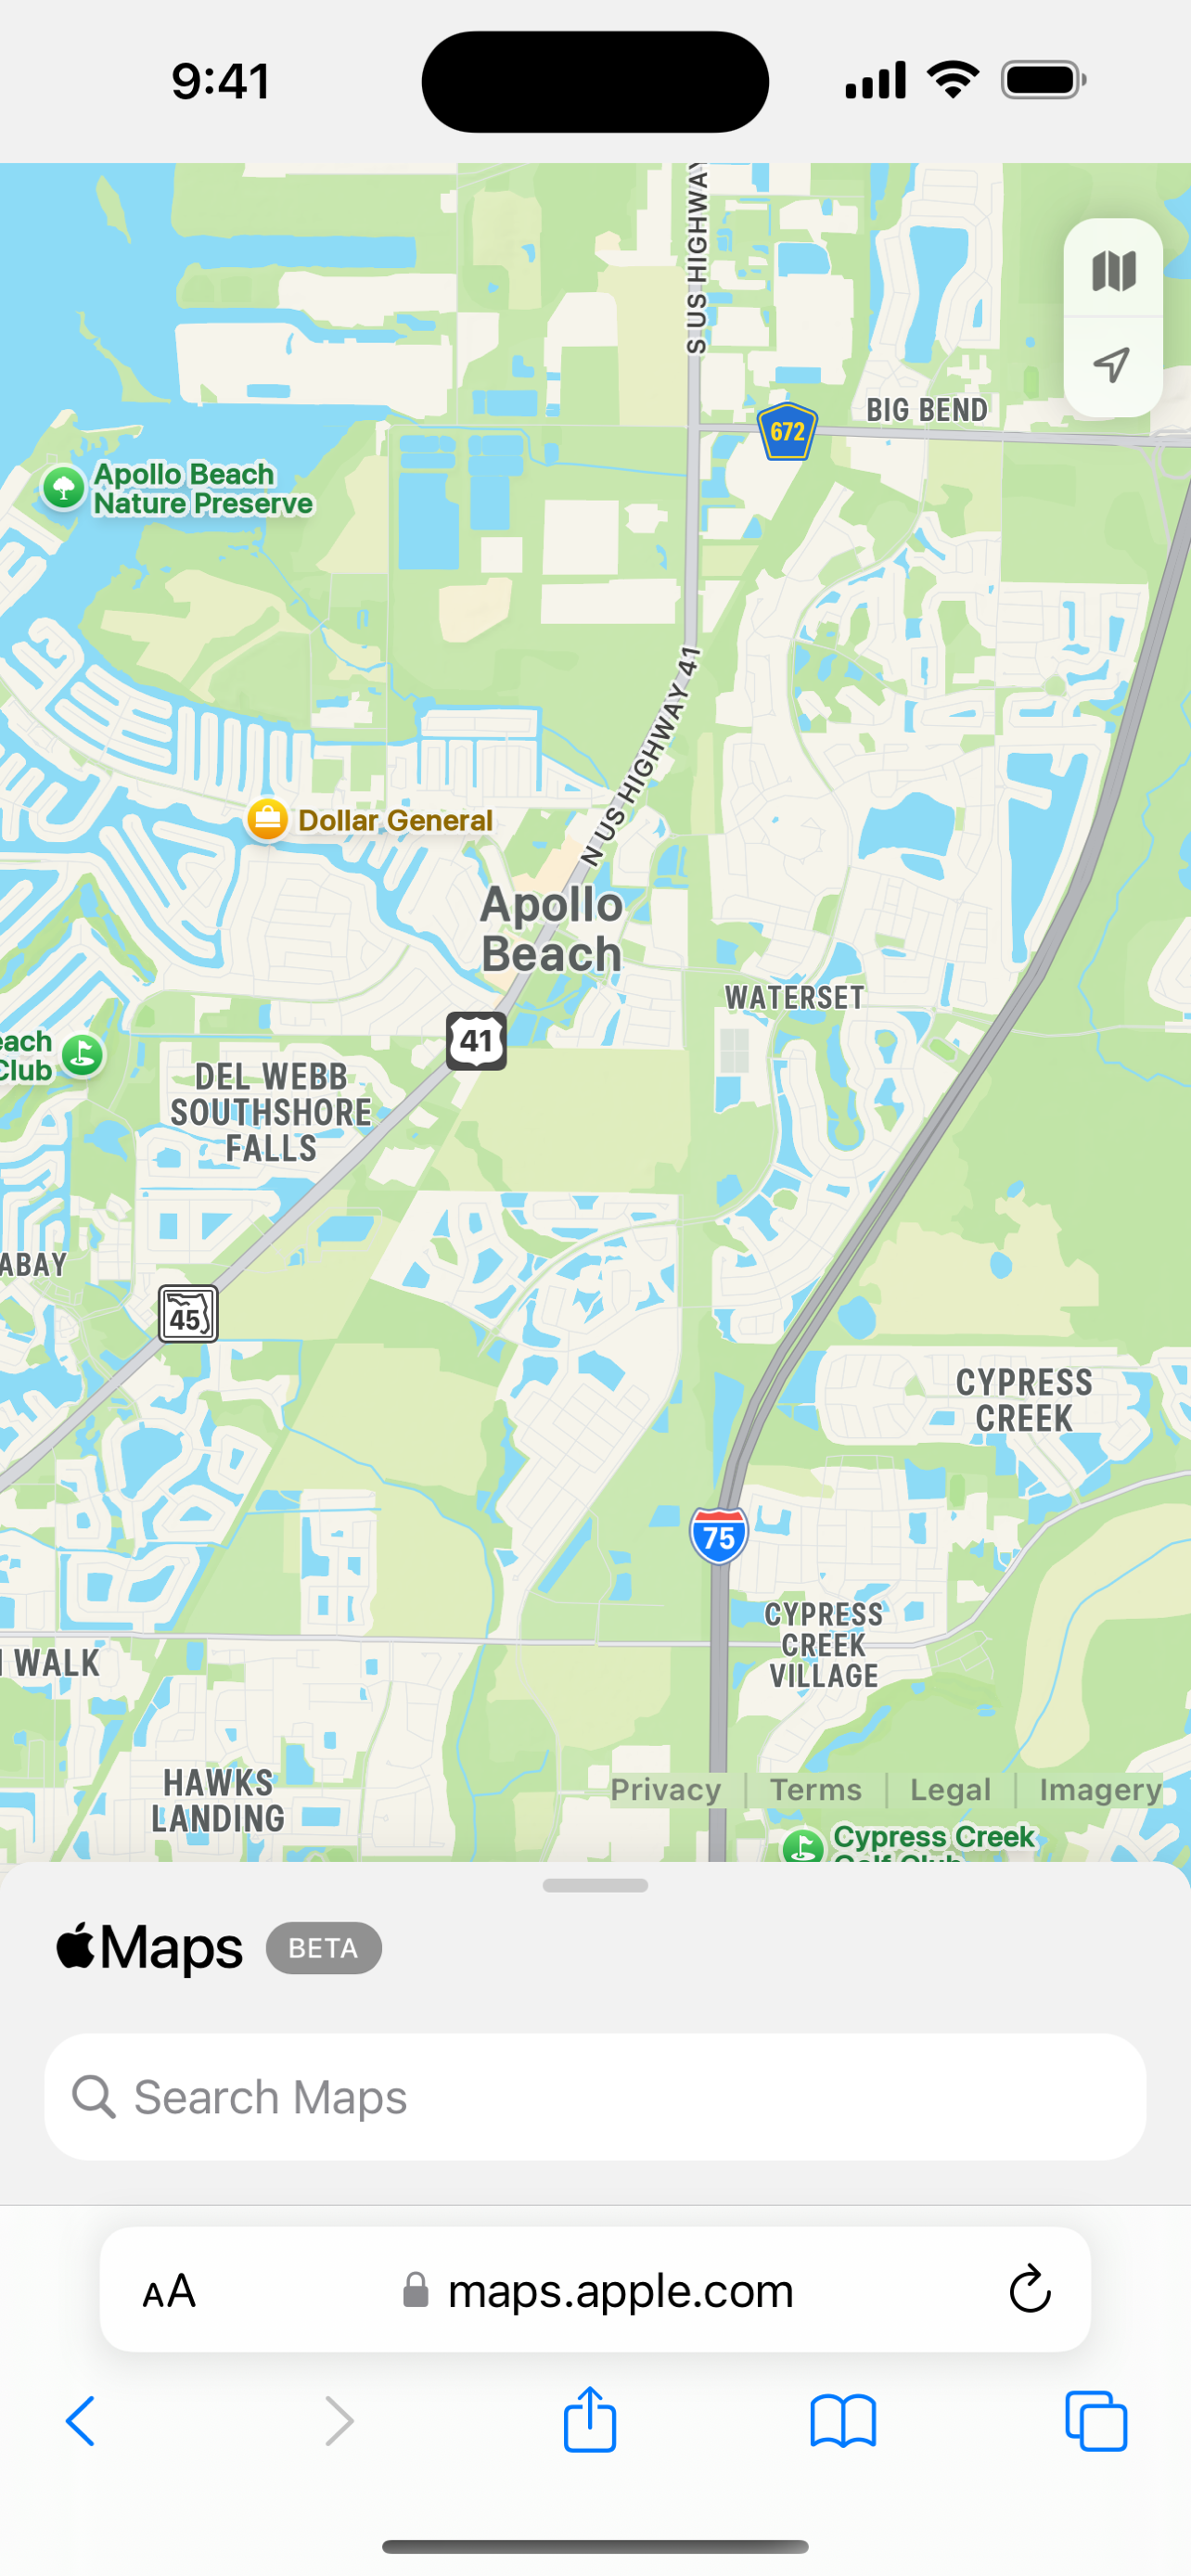 9:41
S US HIGHWAY
672
BIG BEND
Apollo Beach
Nature Preserve
N US HIGHWAY 41
Dollar General
Apollo
Beach
WATERSET
41
each
Club
DEL WEBB
SOUTHSHORE
FALLS
ABAY
45
CYPRESS
CREEK
75
CYPRESS
CREEK
VILLAGE
WALK
HAWKS
LANDING
Privacy | Terms | Legal | Imagery
Cypress Creek
Golf Club
Maps BETA
Search Maps
AA maps.apple.com